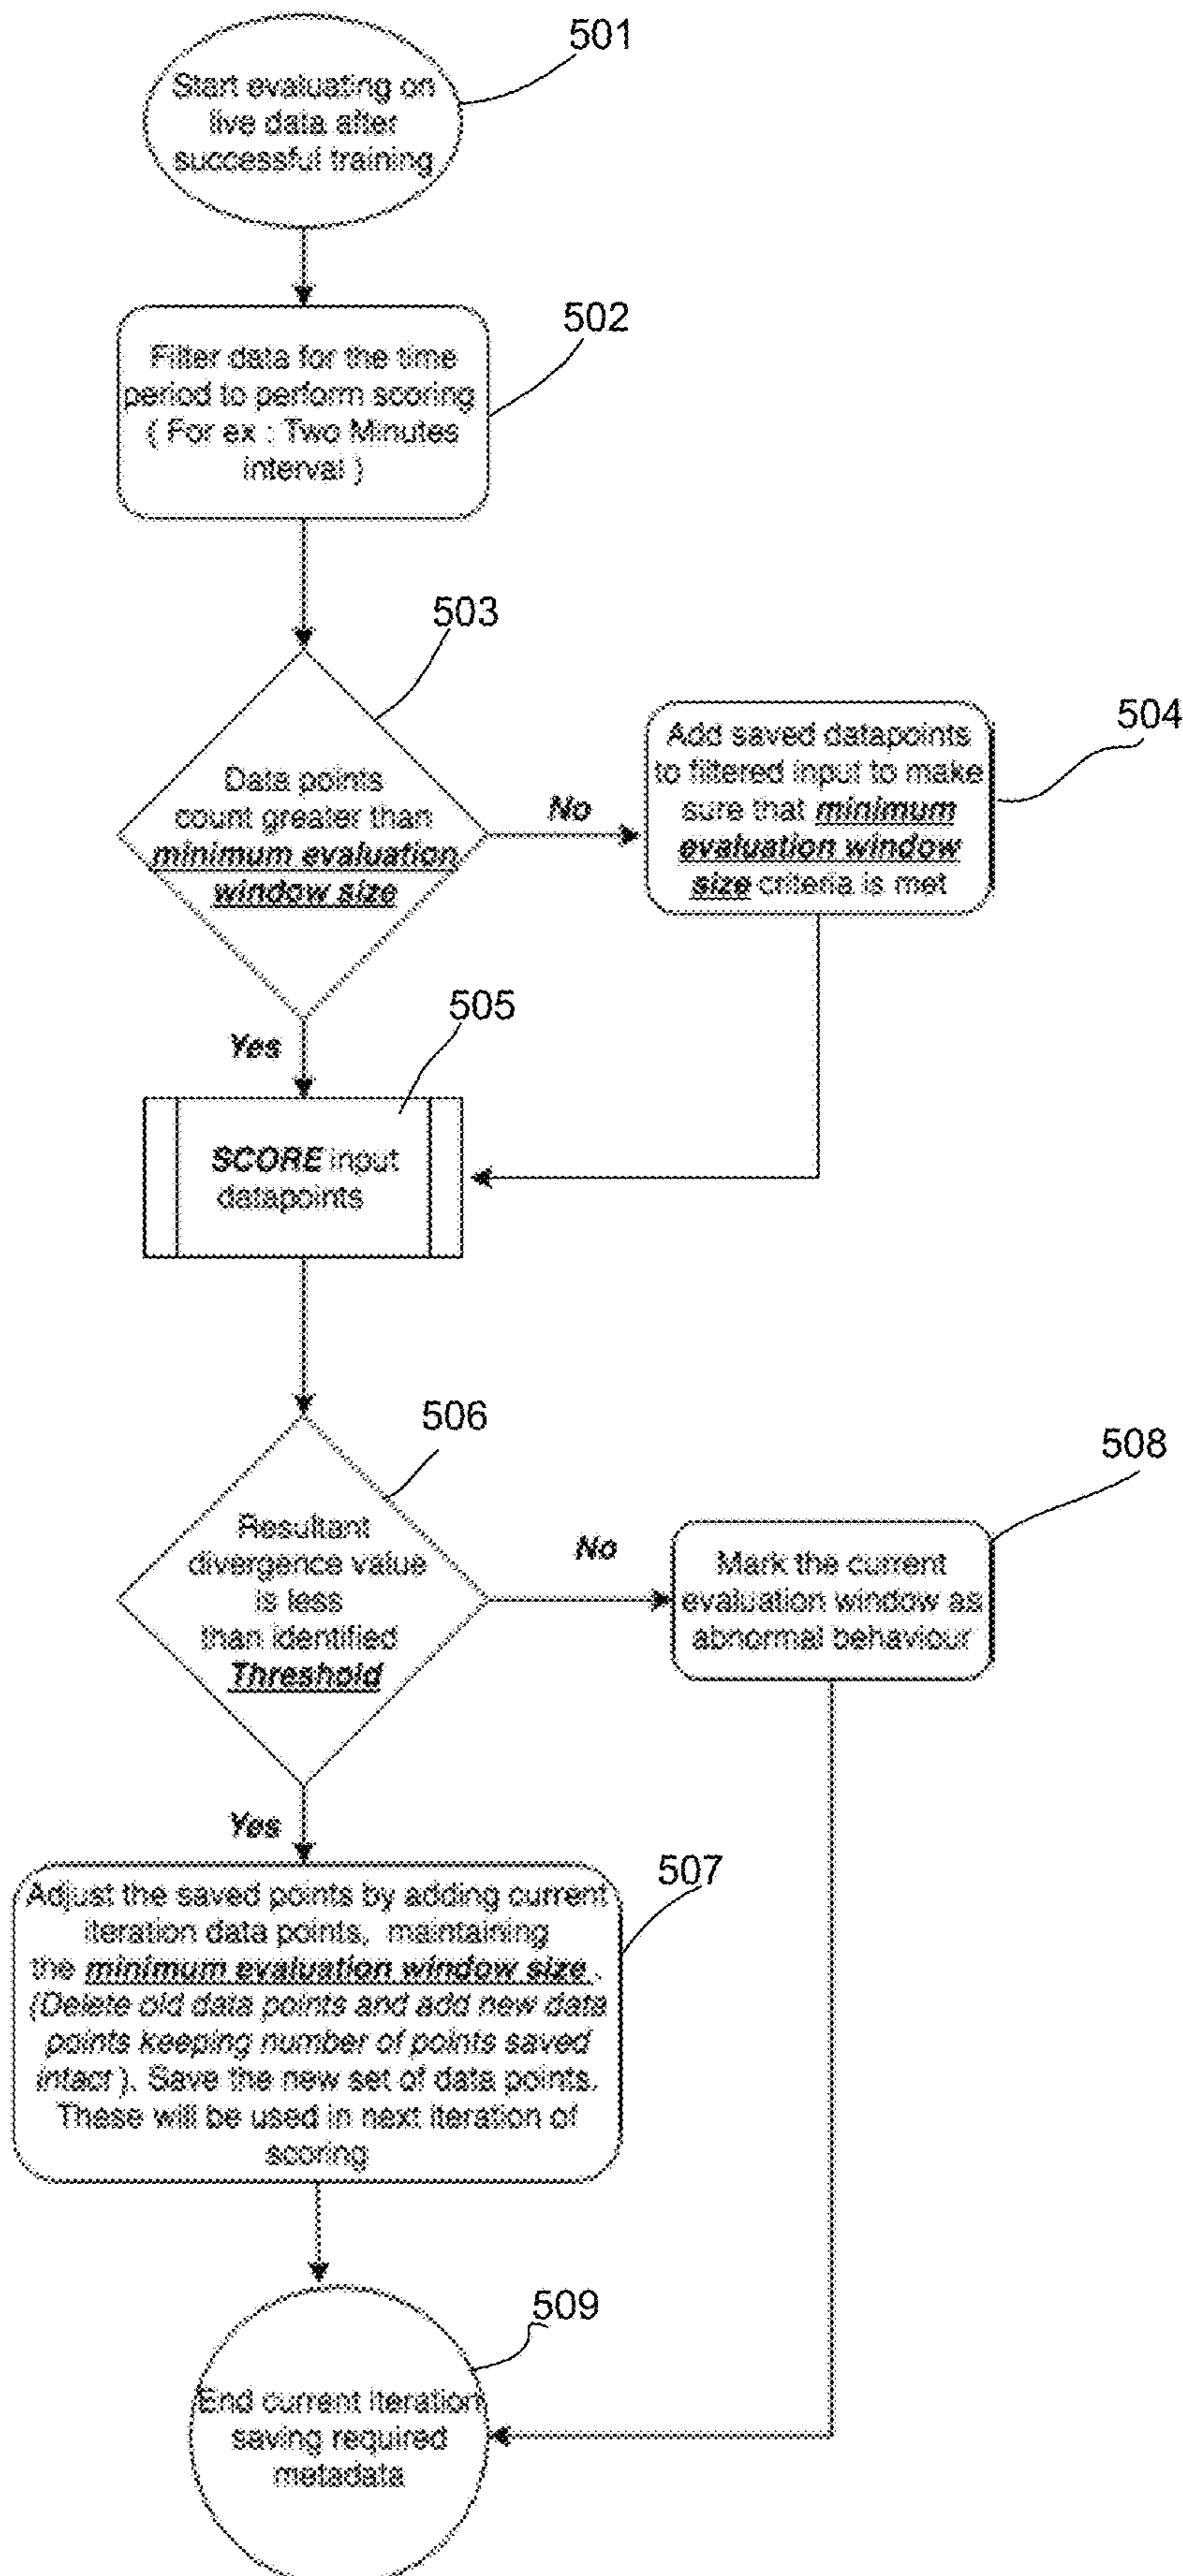 501
Start evaluating on
live data after
successful training
502
Filter data for the time
period to perform scoring
( For ex : Two Minutes
interval )
503
Data points
count greater than
minimum evaluation
window size
No
504
Add saved datapoints
to filtered input to make
sure that minimum
evaluation window
size criteria is met
Yes
505
SCORE input
datapoints
506
Resultant
divergence value
is less
than identified
Threshold
No
508
Mark the current
evaluation window as
abnormal behaviour
Yes
507
Adjust the saved points by adding current
iteration data points, maintaining
the minimum evaluation window size .
(Delete old data points and add new data
points keeping number of points saved
intact ). Save the new set of data points.
These will be used in next iteration of
scoring
509
End current iteration
saving required
metadata